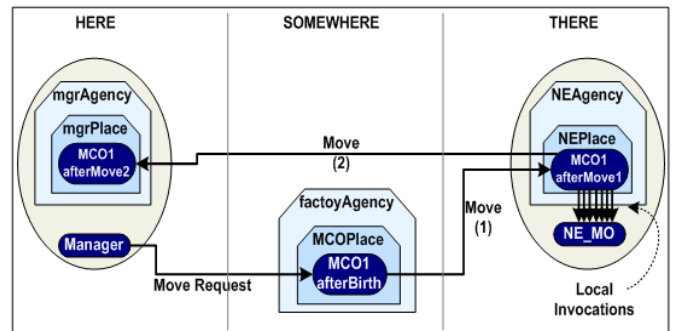 HERE
SOMEWHERE
THERE
mgrAgency
mgrPlace
MCO1
afterMove2
Manager
Move Request
factoyAgency
MCOPlace
MCO1
afterBirth
Move
(2)
Move
(1)
NEAgency
NEPlace
MCO1
afterMove1
NE_MO
Local
Invocations